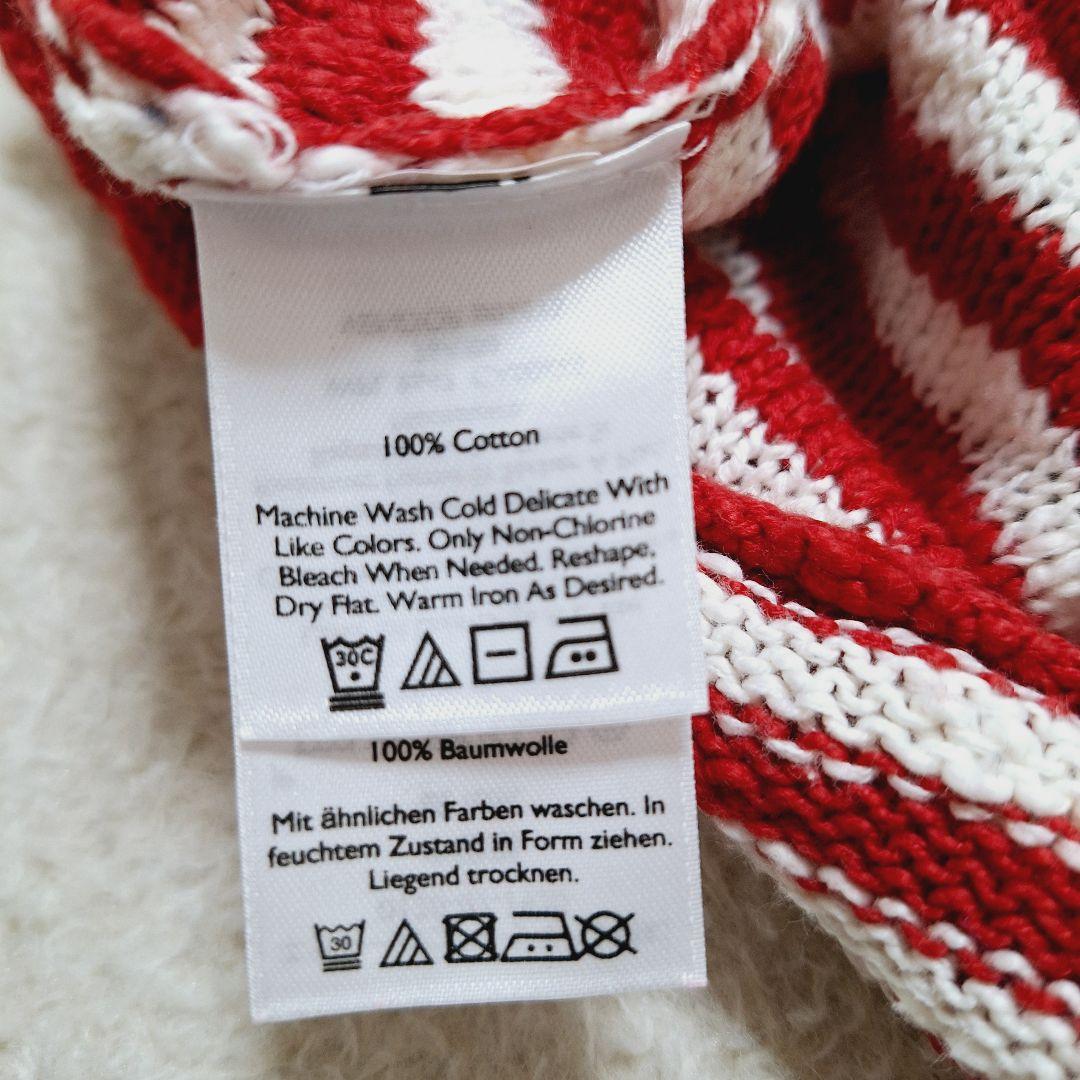 100% Cotton
Machine Wash Cold Delicate With
Like Colors. Only Non-Chlorine
Bleach When Needed. Reshape.
Dry Flat. Warm Iron As Desired.
30C
100% Baumwolle
Mit ähnlichen Farben waschen. In
feuchtem Zustand in Form ziehen.
Liegend trocknen.
30